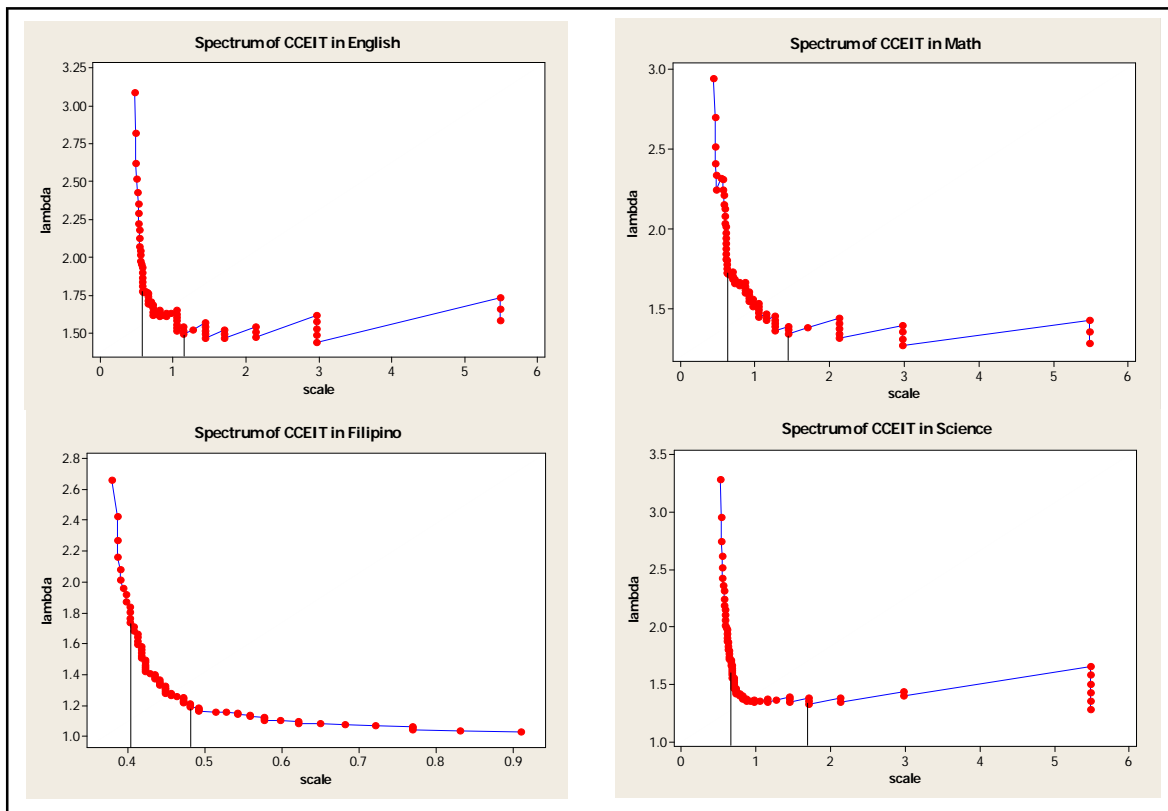 Spectrum of CCEIT in English
3.25
3.00
2.75
2.50
2.25
2.00
1.75
1.50
lambda
0 1 2 3 4 5 6
scale
Spectrum of CCEIT in Math
3.0
2.5
2.0
1.5
lambda
0 1 2 3 4 5 6
scale
Spectrum of CCEIT in Filipino
2.8
2.6
2.4
2.2
2.0
1.8
1.6
1.4
1.2
1.0
lambda
0.4 0.5 0.6 0.7 0.8 0.9
scale
Spectrum of CCEIT in Science
3.5
3.0
2.5
2.0
1.5
1.0
lambda
0 1 2 3 4 5 6
scale